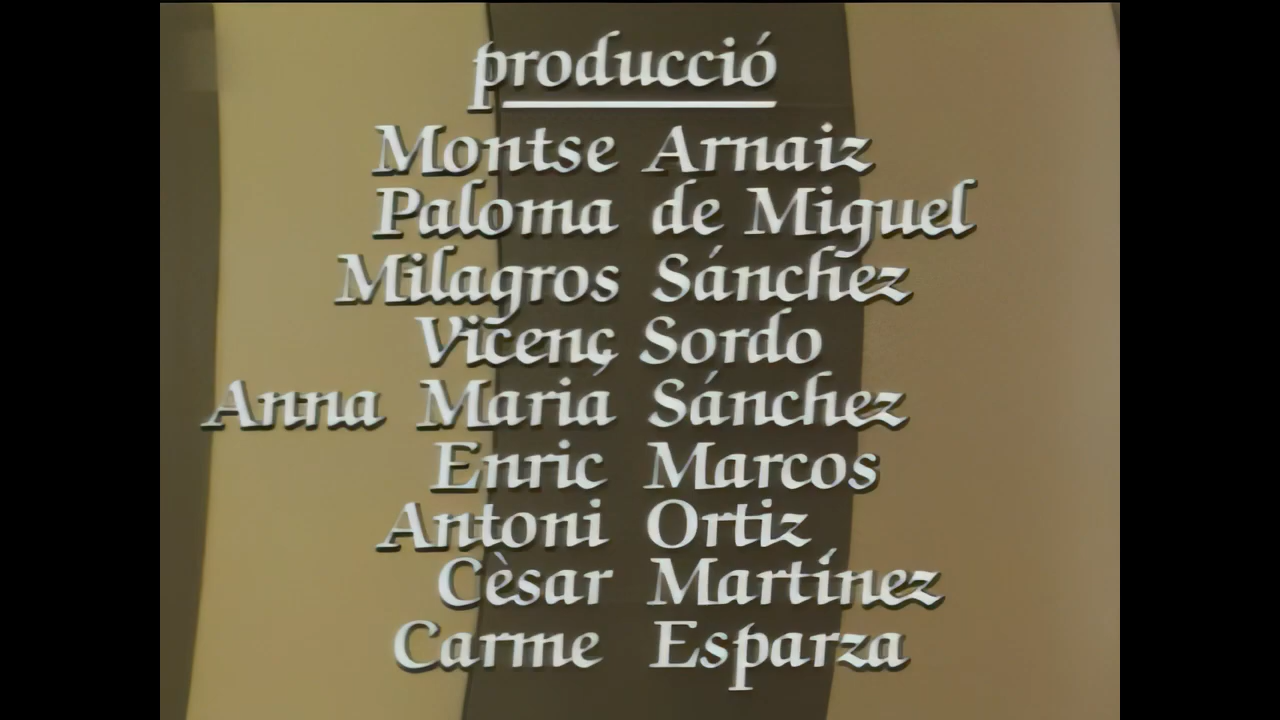 producció
Montse Arnaiz
Paloma de Miguel
Milagros Sánchez
Vicenç Sordo
Anna Mariá Sánchez
Enric Marcos
Antoni Ortiz
Cèsar Martínez
Carme Esparza